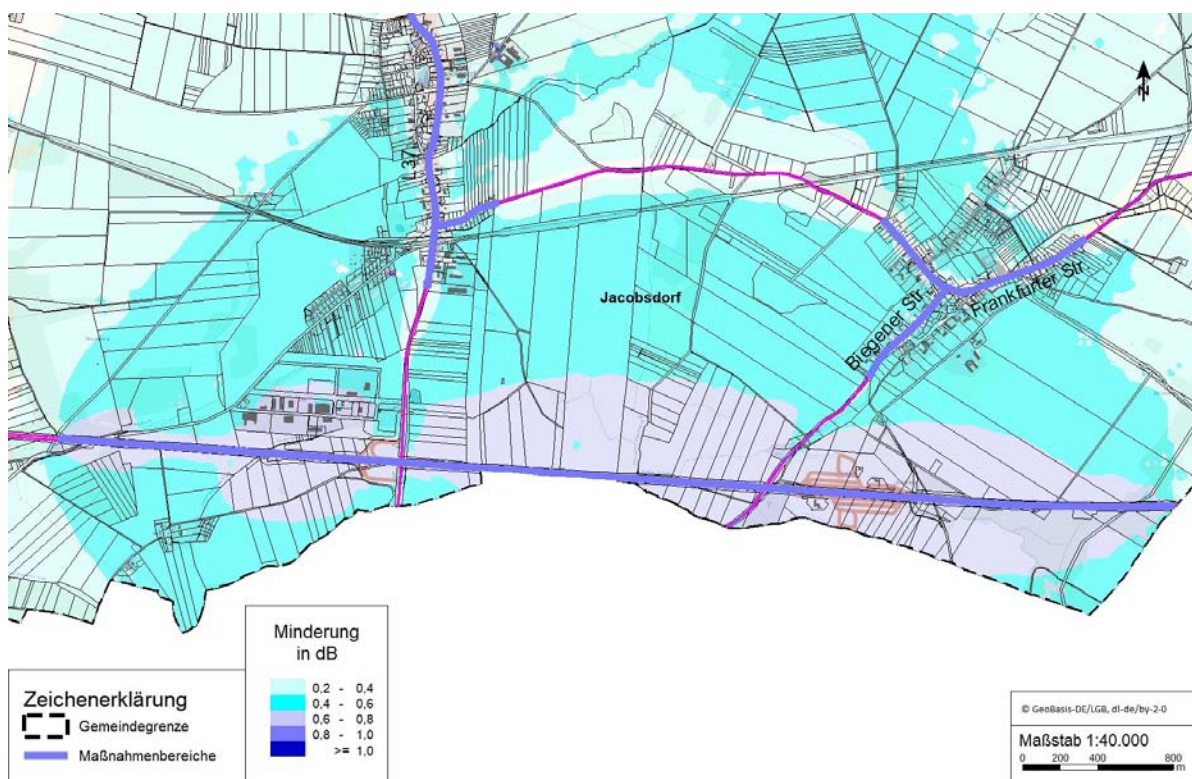 N
L 37
Jacobsdorf
Biegener Str.
Frankfurter Str.
Minderung
in dB
0,2 - 0,4
0,4 - 0,6
0,6 - 0,8
0,8 - 1,0
>= 1,0
Zeichenerklärung
Gemeindegrenze
Maßnahmenbereiche
© GeoBasis-DE/LGB, dl-de/by-2-0
Maßstab 1:40.000
0 200 400 800
m